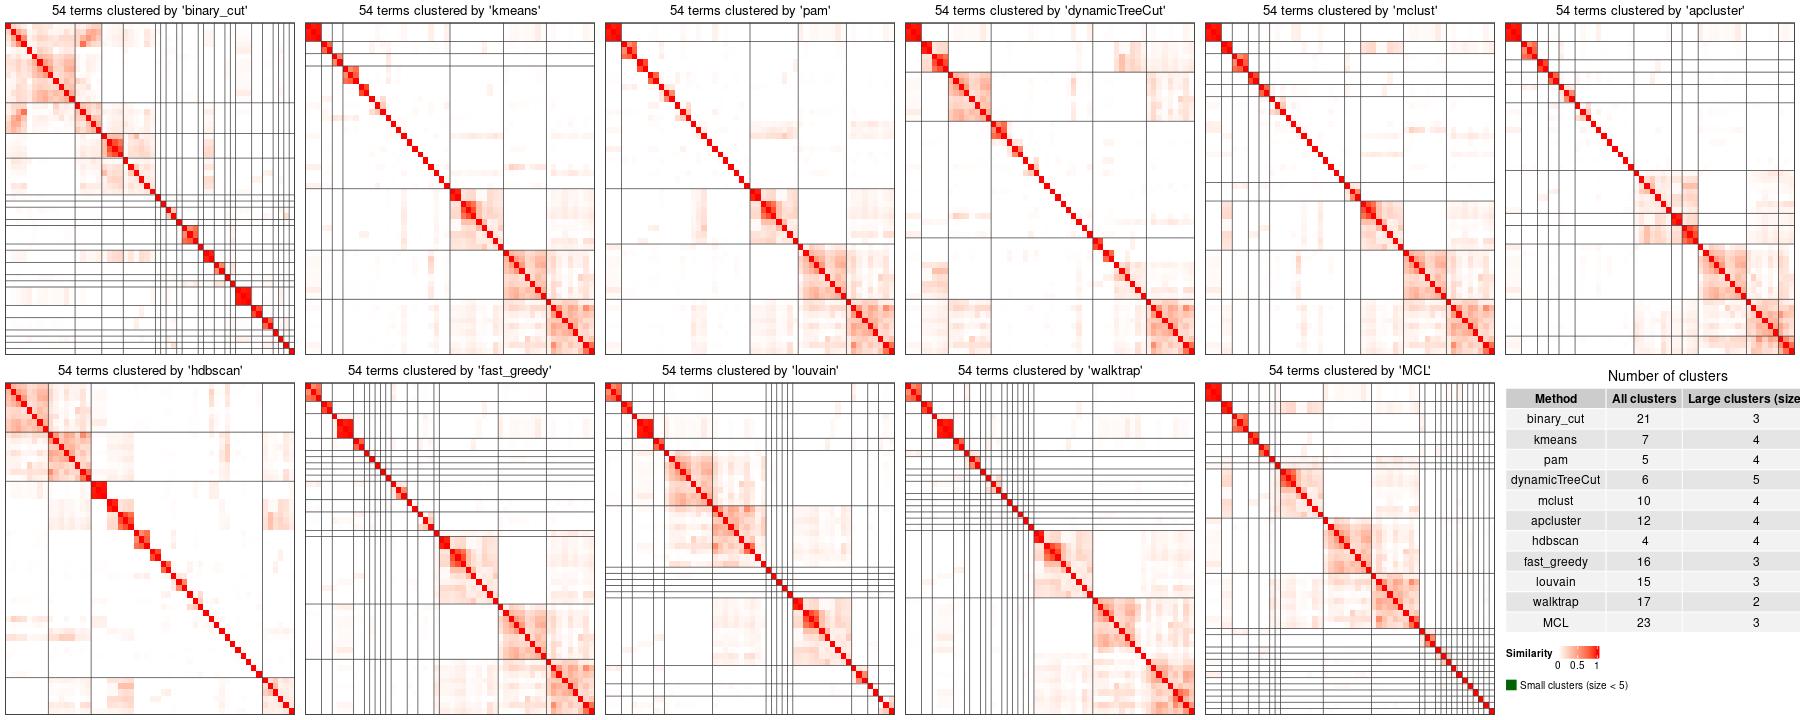 54 terms clustered by 'binary_cut'
54 terms clustered by 'kmeans'
54 terms clustered by 'pam'
54 terms clustered by 'dynamicTreeCut'
54 terms clustered by 'mclust'
54 terms clustered by 'apcluster'
54 terms clustered by 'hdbscan'
54 terms clustered by 'fast_greedy'
54 terms clustered by 'louvain'
54 terms clustered by 'walktrap'
54 terms clustered by 'MCL'
Number of clusters
Method All clusters Large clusters (size
binary_cut 21 3
kmeans 7 4
pam 5 4
dynamicTreeCut 6 5
mclust 10 4
apcluster 12 4
hdbscan 4 4
fast_greedy 16 3
louvain 15 3
walktrap 17 2
MCL 23 3
Similarity
0 0.5 1
Small clusters (size < 5)